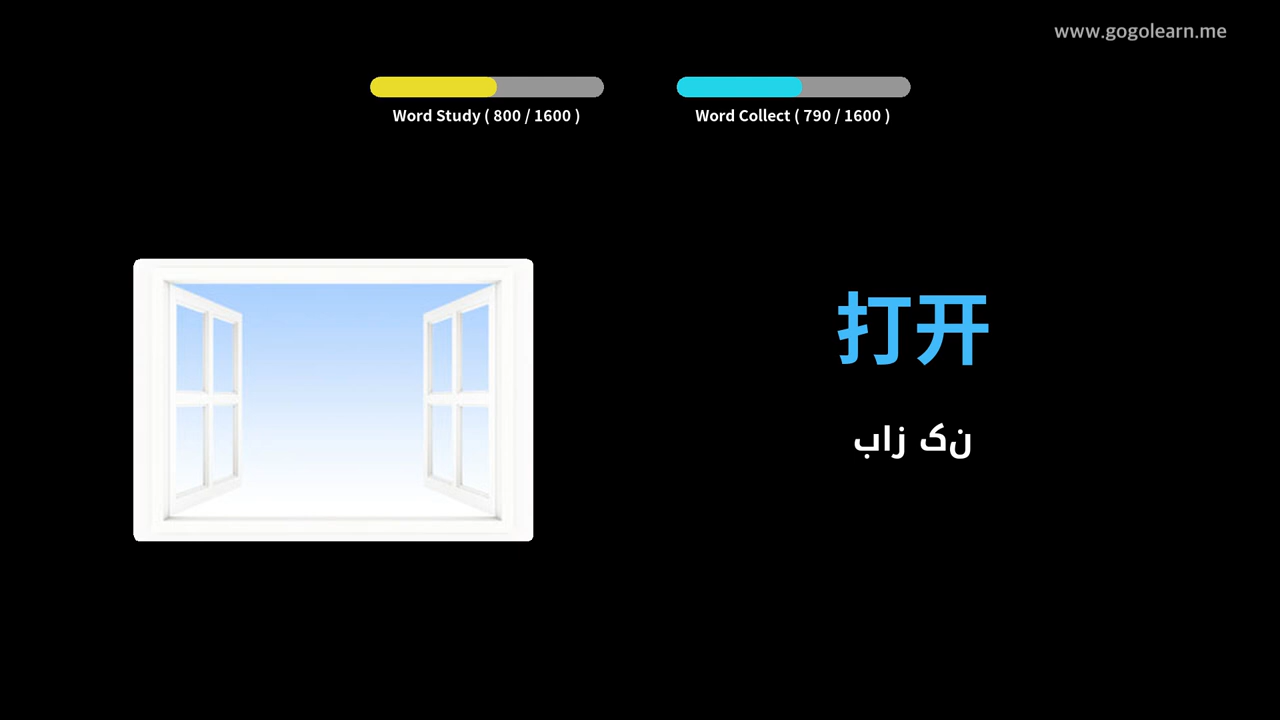 www.gogolearn.me
Word Study ( 800 / 1600 )
Word Collect ( 790 / 1600 )
打开
باز کن